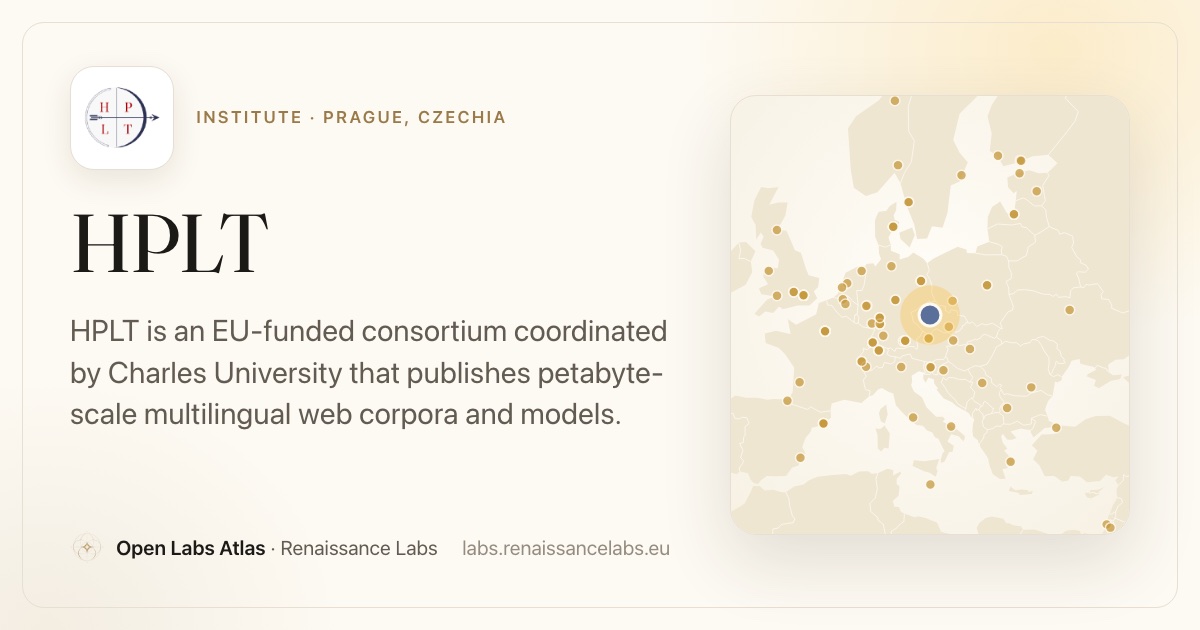 H P
L T
INSTITUTE · PRAGUE, CZECHIA
HPLT
HPLT is an EU-funded consortium coordinated
by Charles University that publishes petabyte-
scale multilingual web corpora and models.
Open Labs Atlas · Renaissance Labs labs.renaissancelabs.eu